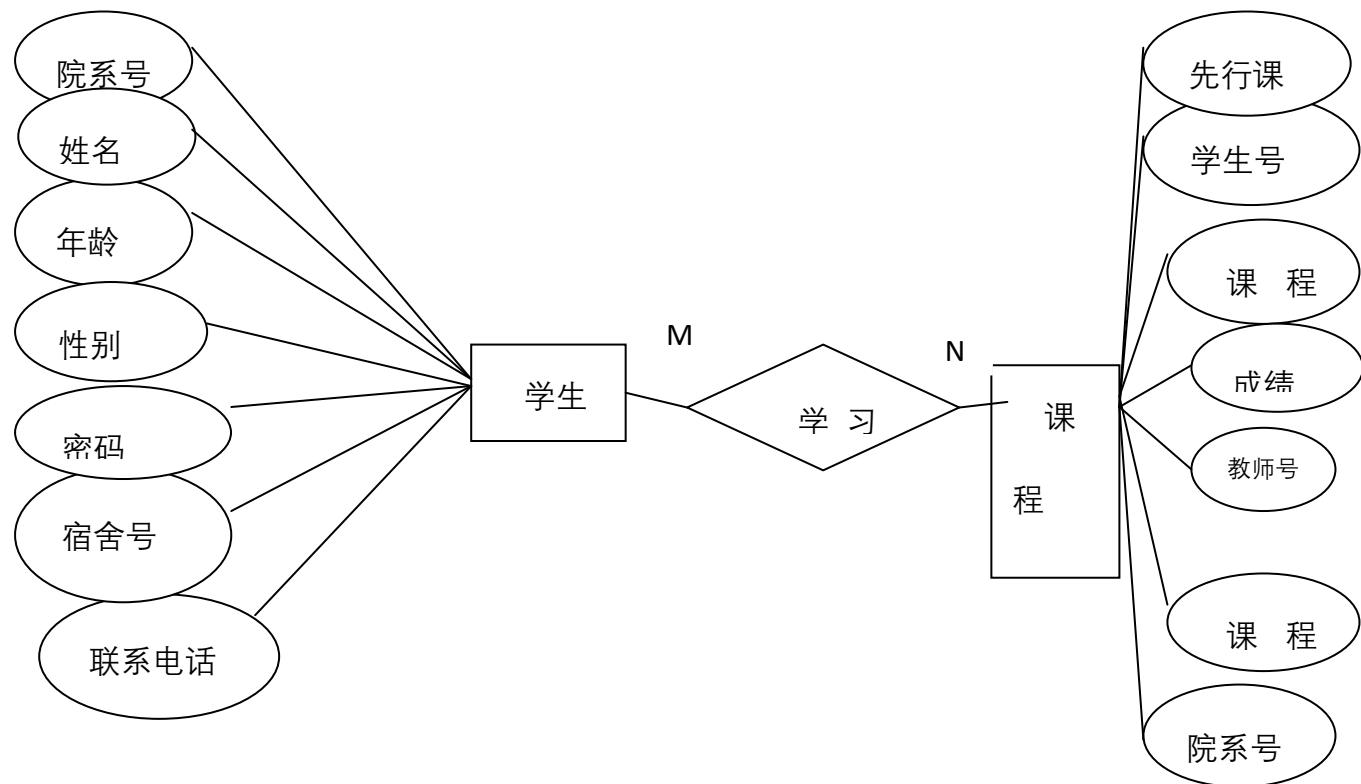 院系号
姓名
年龄
性别
密码
宿舍号
联系电话
学生
M
学 习
N
课
程
先行课
学生号
课 程
成绩
教师号
课 程
院系号